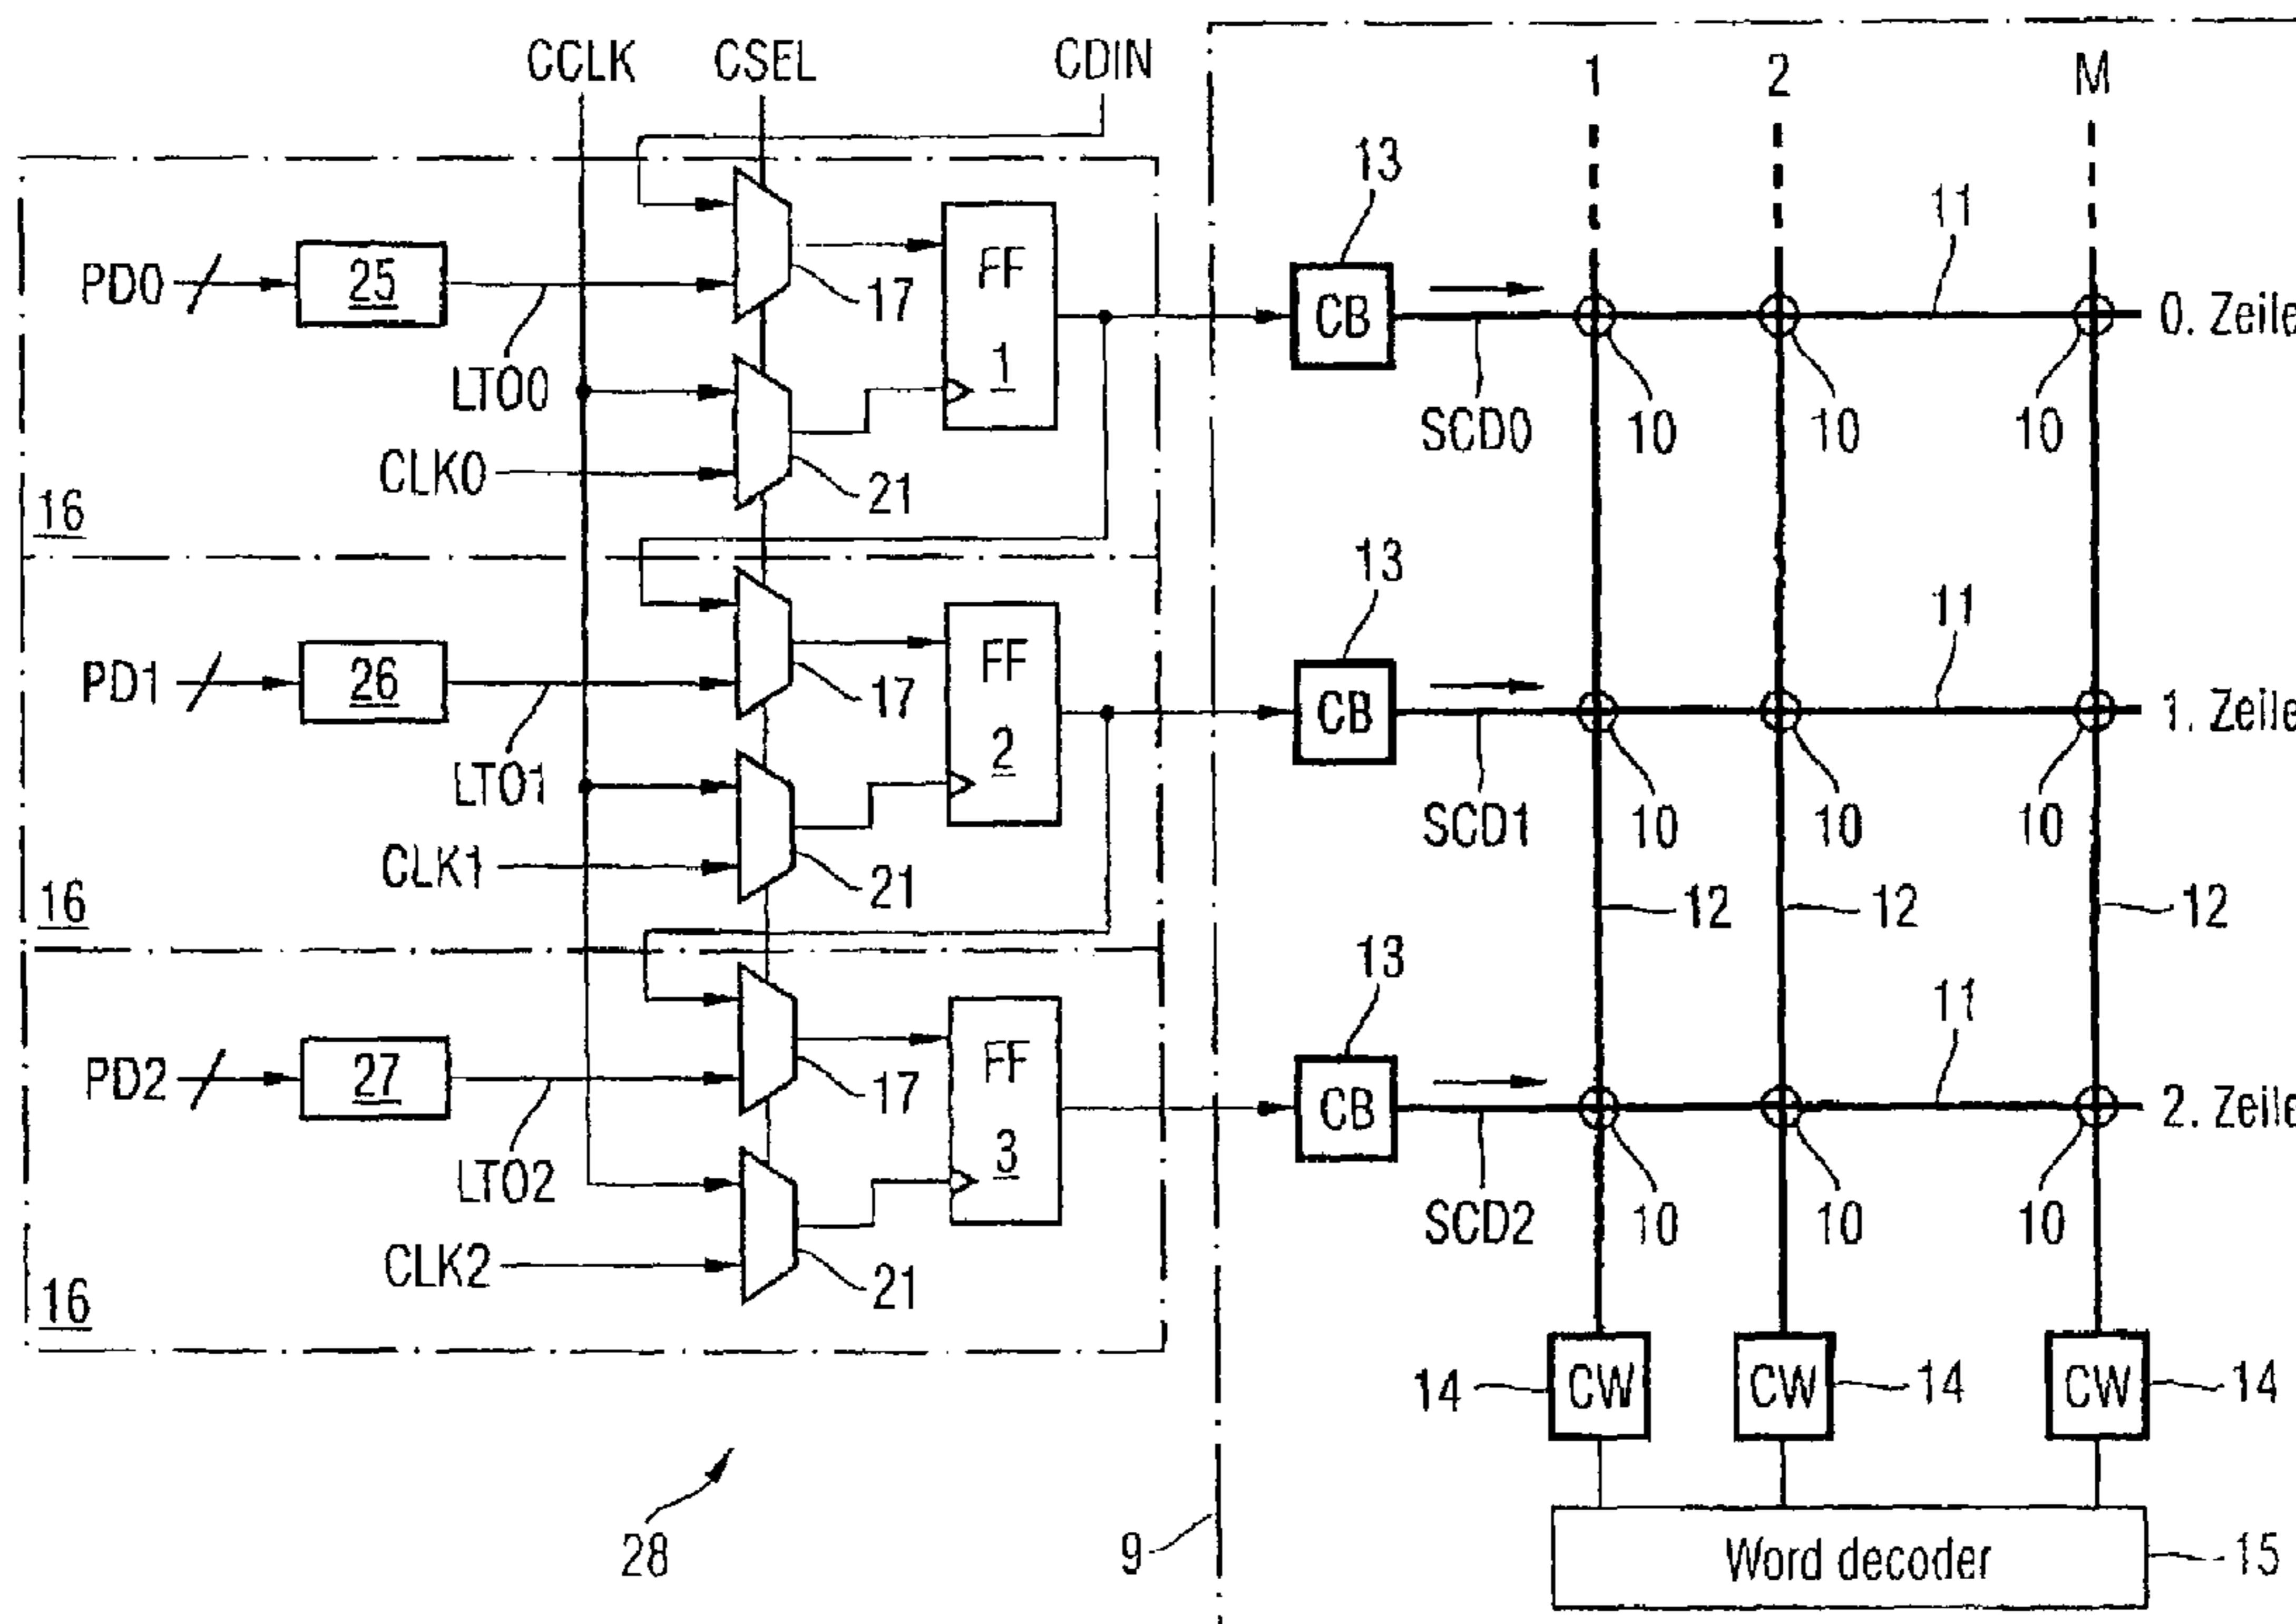 CCLK CSEL CDIN
1 2 M
13
11
PD0 25 17 FF CB 0. Zeile
1
LTO0 SCD0 10 10 10
CLK0 21
16
13
11
PD1 26 17 FF CB 1. Zeile
2
LTO1 SCD1 10 10 10
CLK1 21 12 12 12
16
13
11
PD2 27 17 FF CB 2. Zeile
3
LTO2 SCD2 10 10 10
CLK2 21
16
14 CW CW 14 CW 14
28 9 Word decoder 15